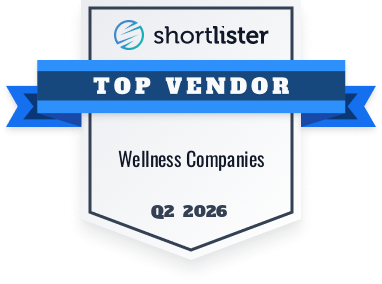 shortlister
TOP VENDOR
Wellness Companies
Q2 2026